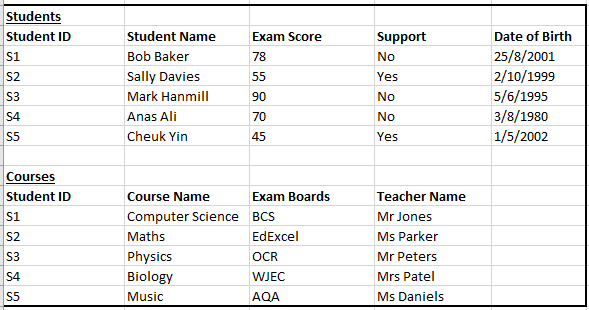 Students
Student ID Student Name Exam Score Support Date of Birth
S1 Bob Baker 78 No 25/8/2001
S2 Sally Davies 55 Yes 2/10/1999
S3 Mark Hanmill 90 No 5/6/1995
S4 Anas Ali 70 No 3/8/1980
S5 Cheuk Yin 45 Yes 1/5/2002
Courses
Student ID Course Name Exam Boards Teacher Name
S1 Computer Science BCS Mr Jones
S2 Maths EdExcel Ms Parker
S3 Physics OCR Mr Peters
S4 Biology WJEC Mrs Patel
S5 Music AQA Ms Daniels